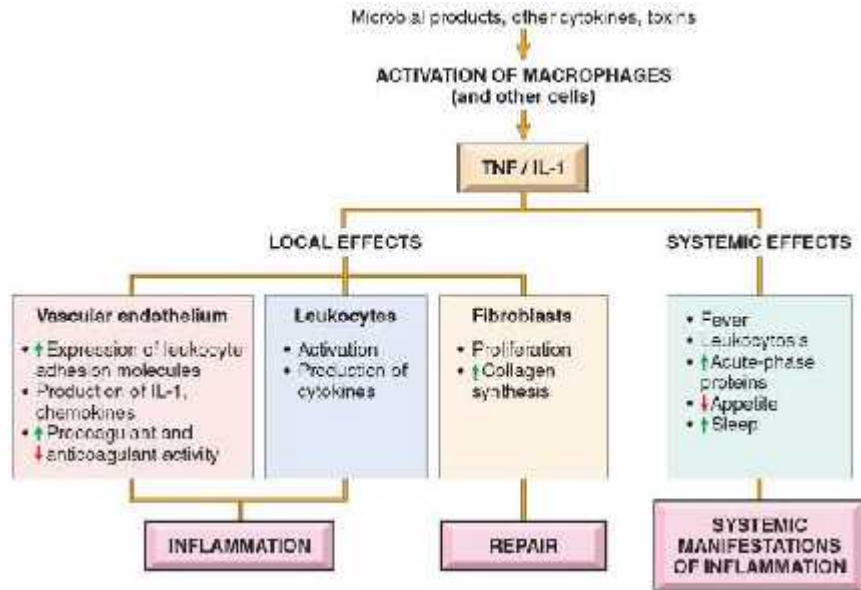 Microbial products, other cytokines, toxins
ACTIVATION OF MACROPHAGES
(and other cells)
TNF / IL-1
LOCAL EFFECTS
SYSTEMIC EFFECTS
Vascular endothelium
• ↑ Expression of leukocyte
adhesion molecules
• Production of IL-1,
chemokines
• ↑ Procoagulant and
↓ anticoagulant activity
Leukocytes
• Activation
• Production of
cytokines
Fibroblasts
• Proliferation
• ↑ Collagen
synthesis
• Fever
• Leukocytosis
• ↑ Acute-phase
proteins
• ↓ Appetite
• ↑ Sleep
INFLAMMATION
REPAIR
SYSTEMIC
MANIFESTATIONS
OF INFLAMMATION